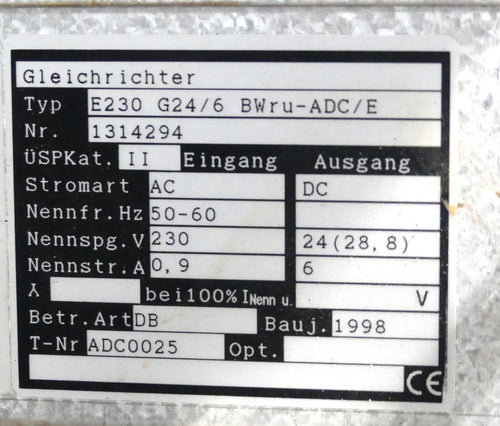 Gleichrichter
Typ E230 G24/6 BWru-ADC/E
Nr. 1314294
ÜSPKat. II Eingang Ausgang
Stromart AC DC
Nennfr.Hz 50-60
Nennspg.V 230 24(28,8)
Nennstr.A 0,9 6
λ bei100% INenn u. V
Betr.Art DB Bauj. 1998
T-Nr ADC0025 Opt.
CE